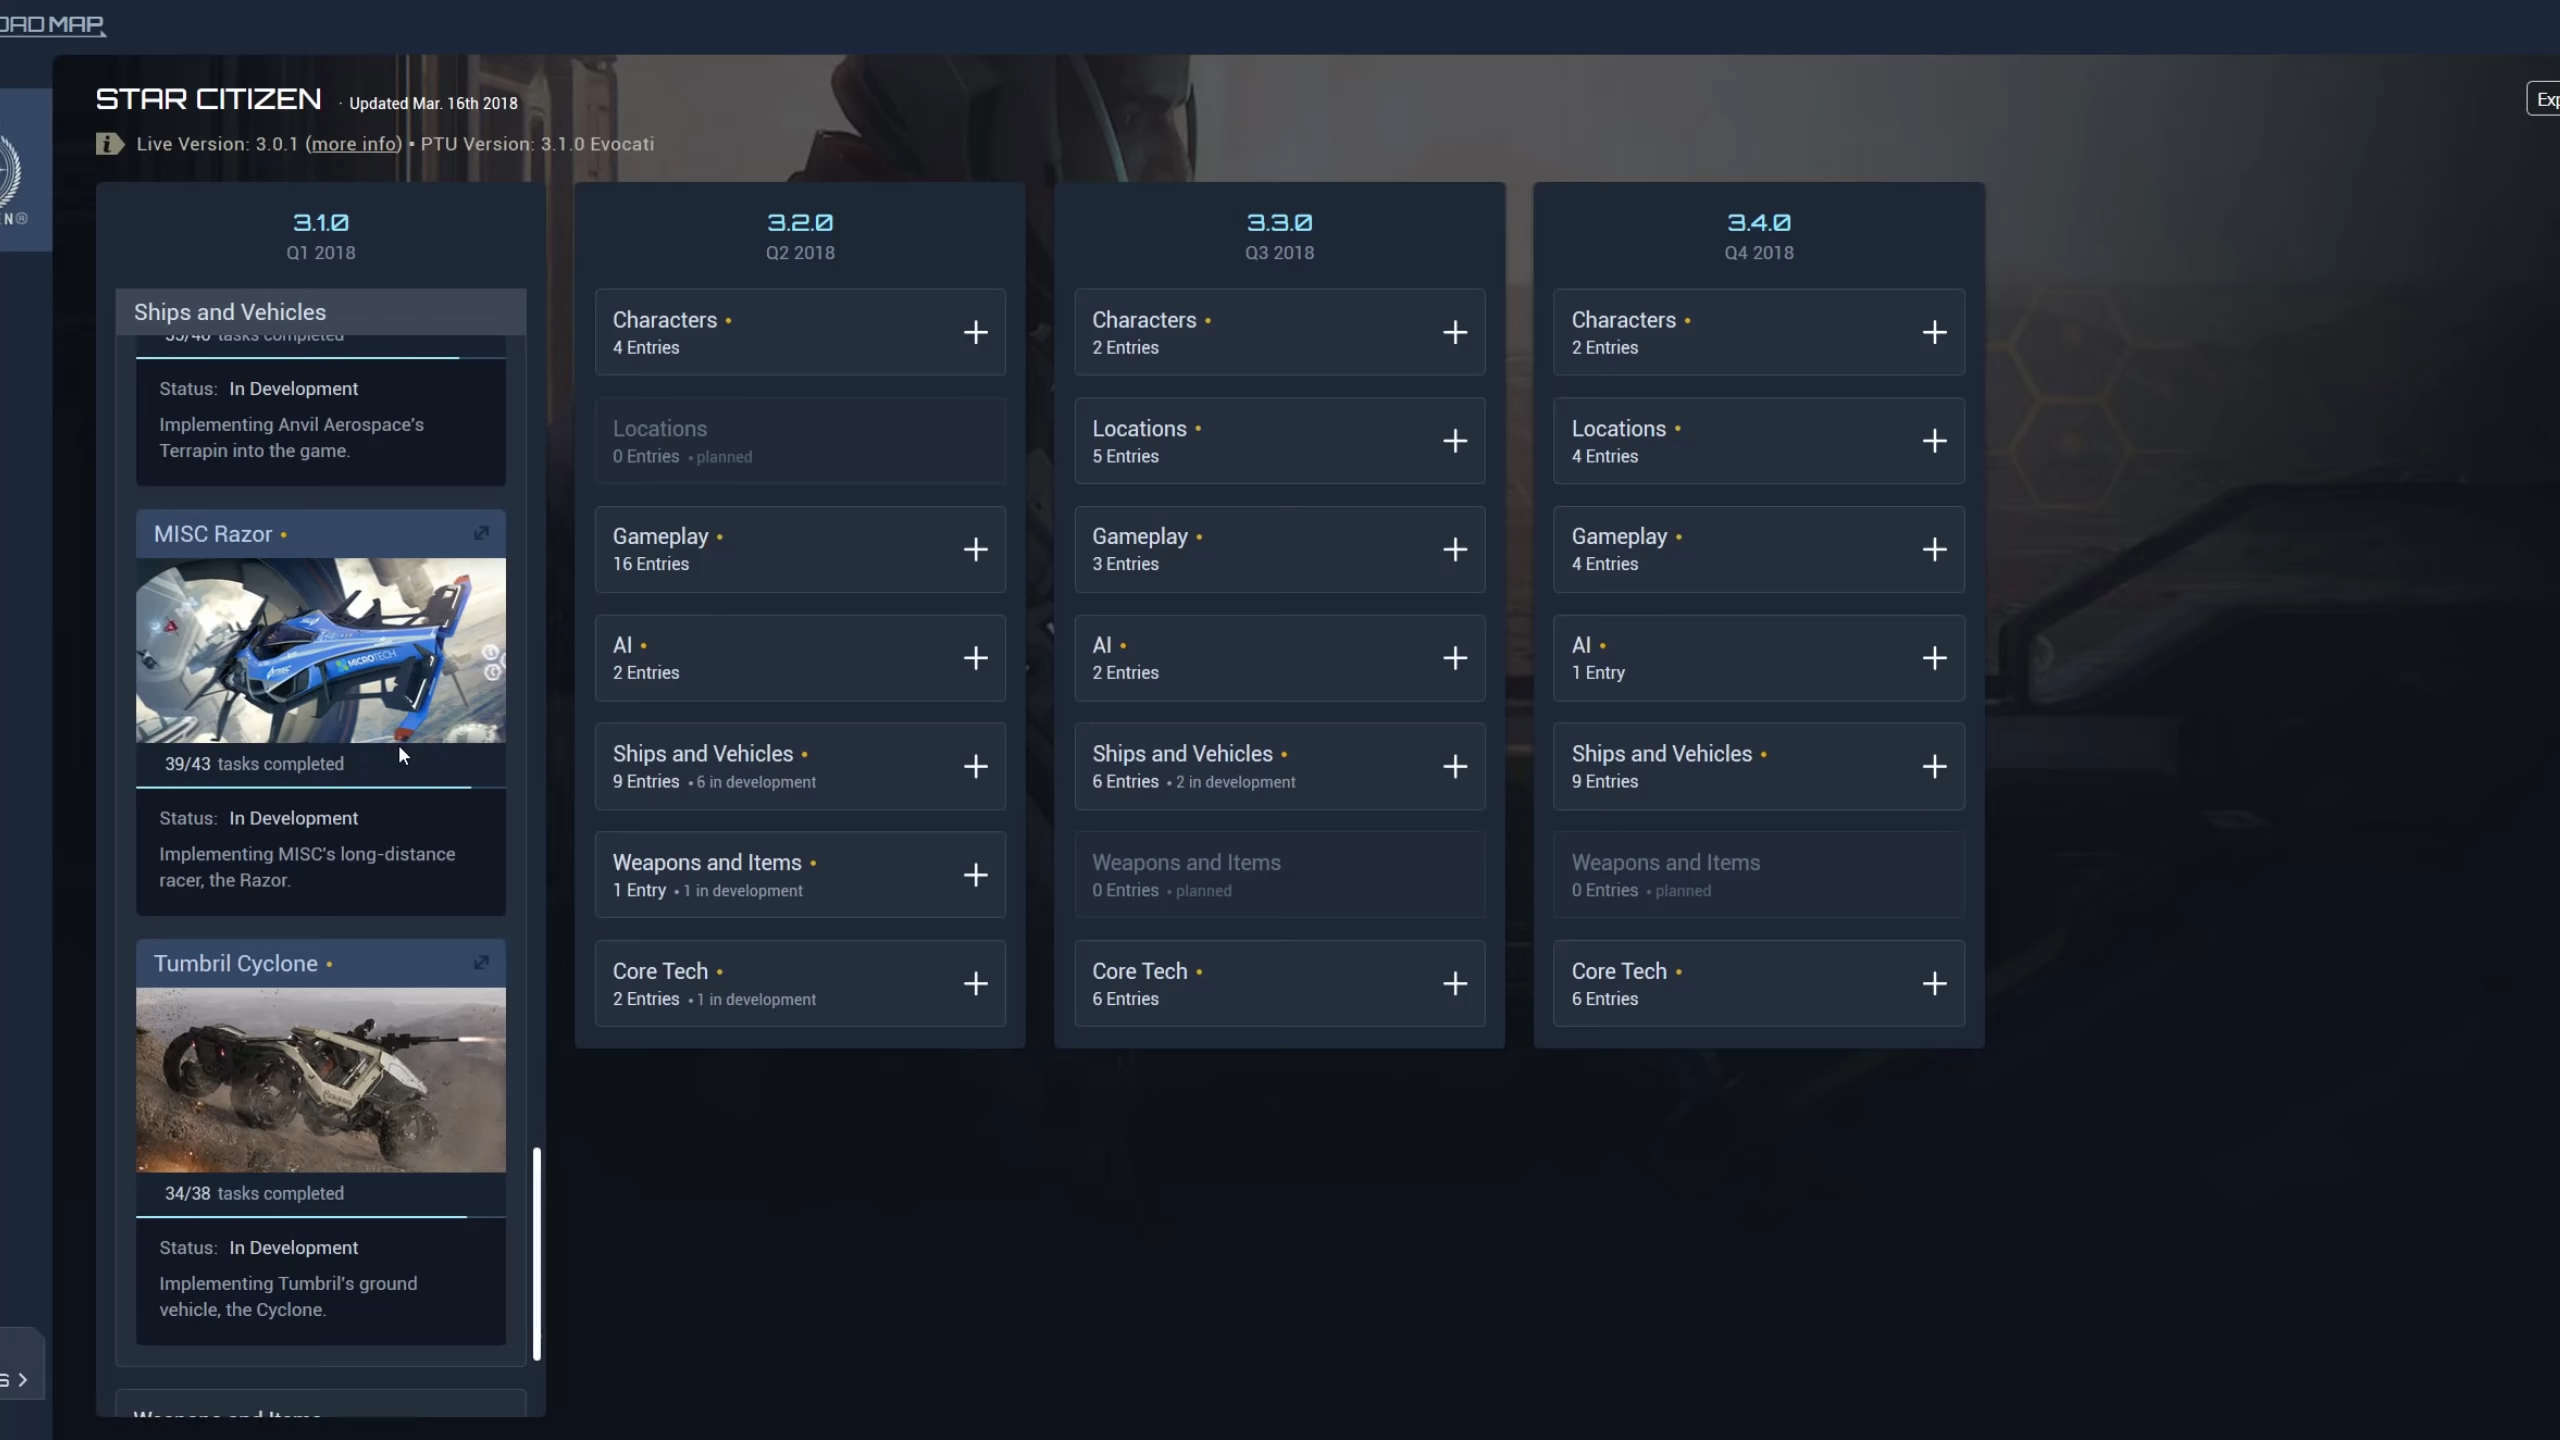 STAR CITIZEN · Updated Mar. 16th 2018
Live Version: 3.0.1 (more info) • PTU Version: 3.1.0 Evocati
3.1.0
Q1 2018
Ships and Vehicles
tasks completed
Status: In Development
Implementing Anvil Aerospace's
Terrapin into the game.
MISC Razor •
MICROTECH
39/43 tasks completed
Status: In Development
Implementing MISC's long-distance
racer, the Razor.
Tumbril Cyclone •
34/38 tasks completed
Status: In Development
Implementing Tumbril's ground
vehicle, the Cyclone.
Weapons and Items
3.2.0
Q2 2018
Characters •
4 Entries
Locations
0 Entries • planned
Gameplay •
16 Entries
AI •
2 Entries
Ships and Vehicles •
9 Entries • 6 in development
Weapons and Items •
1 Entry • 1 in development
Core Tech •
2 Entries • 1 in development
3.3.0
Q3 2018
Characters •
2 Entries
Locations •
5 Entries
Gameplay •
3 Entries
AI •
2 Entries
Ships and Vehicles •
6 Entries • 2 in development
Weapons and Items
0 Entries • planned
Core Tech •
6 Entries
3.4.0
Q4 2018
Characters •
2 Entries
Locations •
4 Entries
Gameplay •
4 Entries
AI •
1 Entry
Ships and Vehicles •
9 Entries
Weapons and Items
0 Entries • planned
Core Tech •
6 Entries